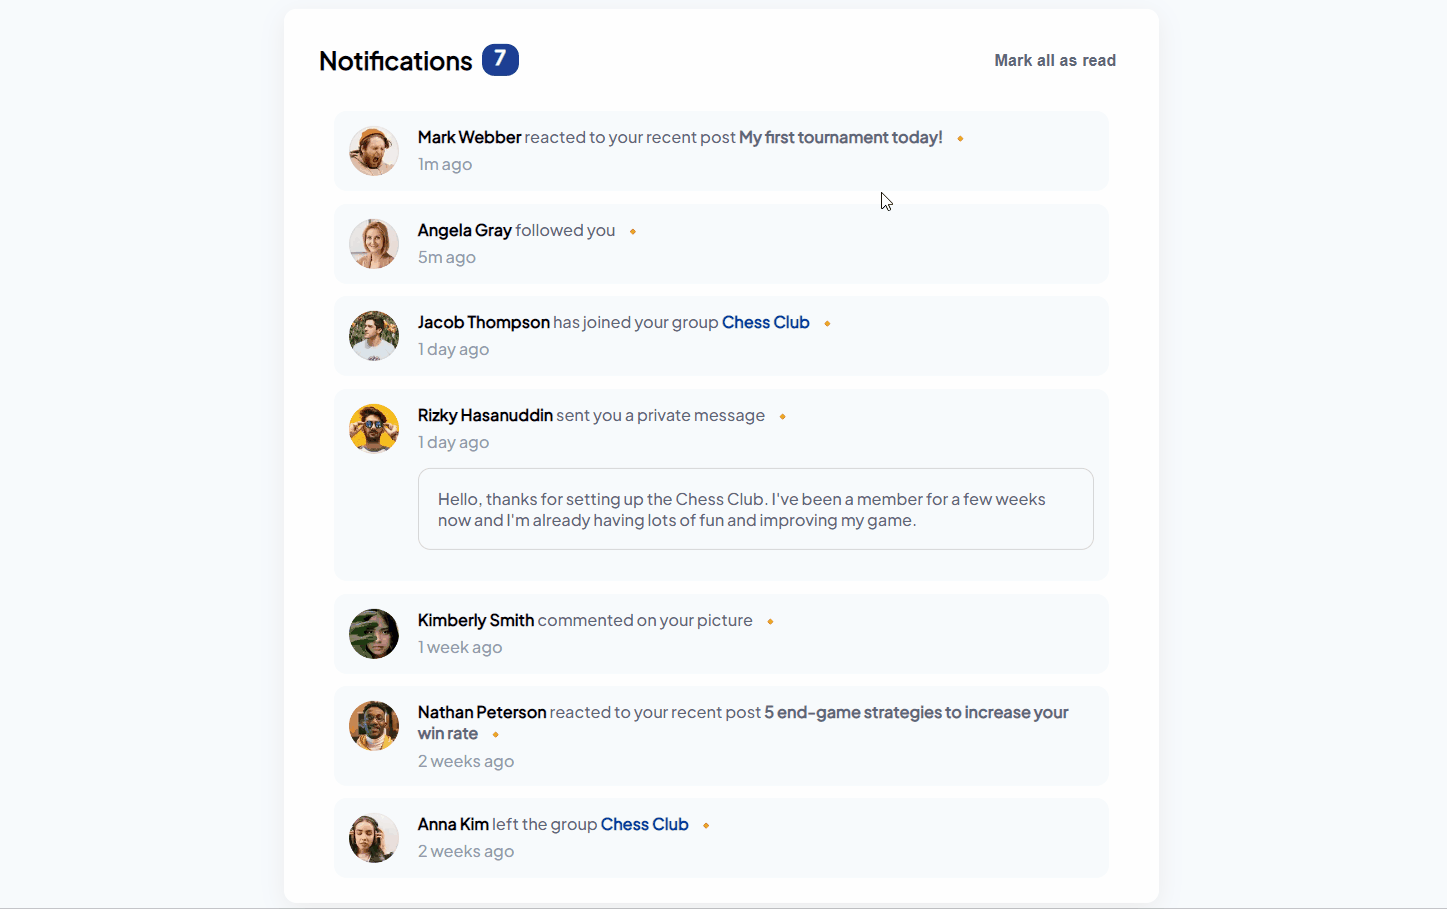 Notifications 7 Mark all as read
Mark Webber reacted to your recent post My first tournament today!
1m ago
Angela Gray followed you
5m ago
Jacob Thompson has joined your group Chess Club
1 day ago
Rizky Hasanuddin sent you a private message
1 day ago
Hello, thanks for setting up the Chess Club. I've been a member for a few weeks
now and I'm already having lots of fun and improving my game.
Kimberly Smith commented on your picture
1 week ago
Nathan Peterson reacted to your recent post 5 end-game strategies to increase your
win rate
2 weeks ago
Anna Kim left the group Chess Club
2 weeks ago